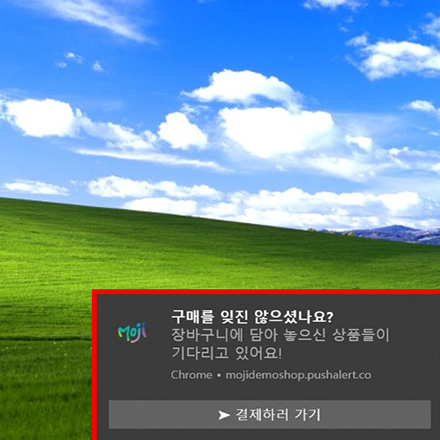 Moji
구매를 잊진 않으셨나요?
장바구니에 담아 놓으신 상품들이
기다리고 있어요!
Chrome • mojidemoshop.pushalert.co
결제하러 가기